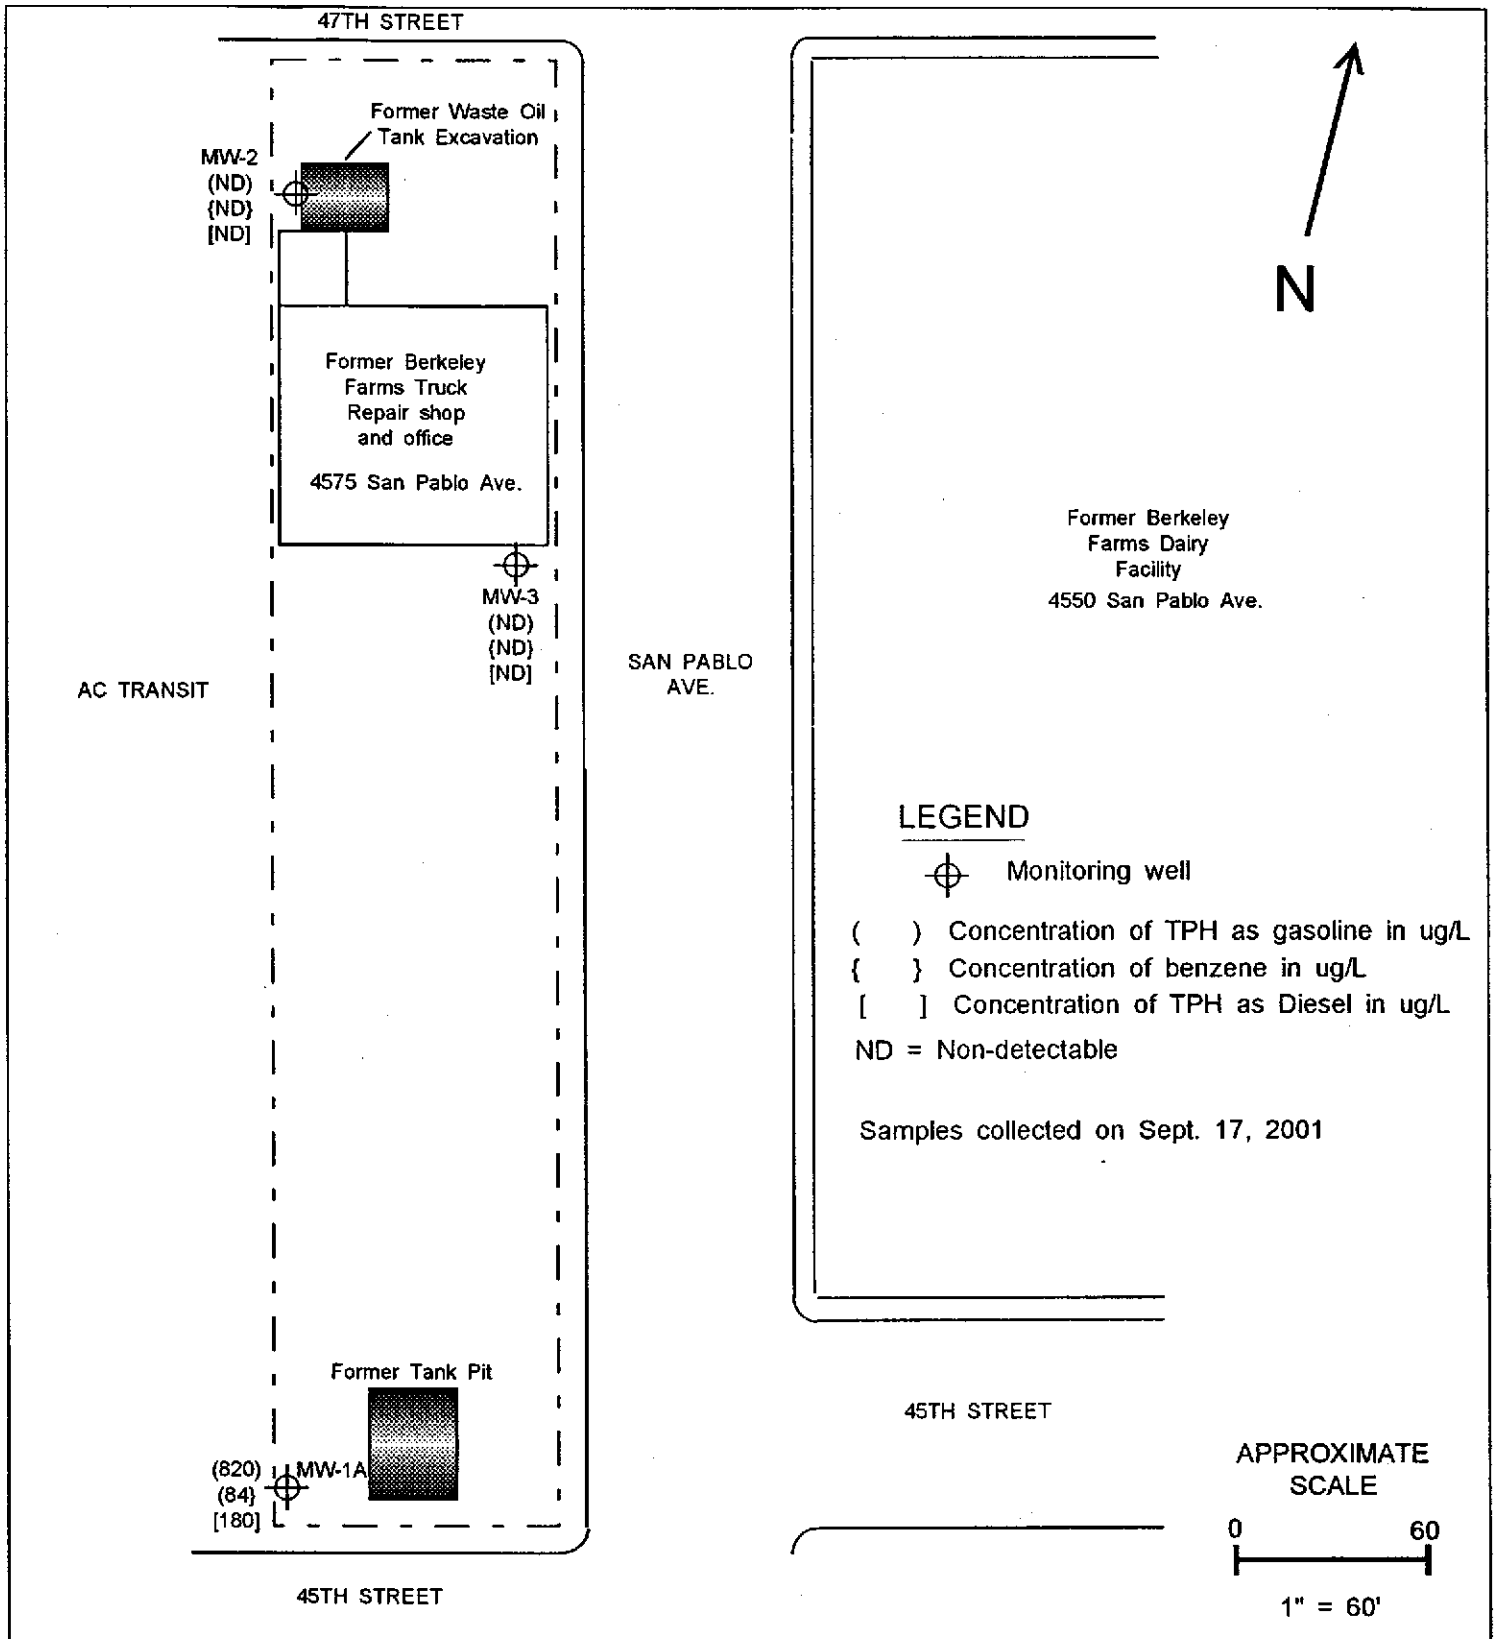 47TH STREET
Former Waste Oil
Tank Excavation
MW-2
(ND)
{ND}
[ND]
N
Former Berkeley
Farms Truck
Repair shop
and office
4575 San Pablo Ave.
Former Berkeley
Farms Dairy
Facility
4550 San Pablo Ave.
MW-3
(ND)
{ND}
[ND]
AC TRANSIT
SAN PABLO
AVE.
LEGEND
Monitoring well
( ) Concentration of TPH as gasoline in ug/L
{ } Concentration of benzene in ug/L
[ ] Concentration of TPH as Diesel in ug/L
ND = Non-detectable
Samples collected on Sept. 17, 2001
Former Tank Pit
MW-1A
(820)
(84}
[180]
45TH STREET
45TH STREET
APPROXIMATE
SCALE
0 60
1" = 60'